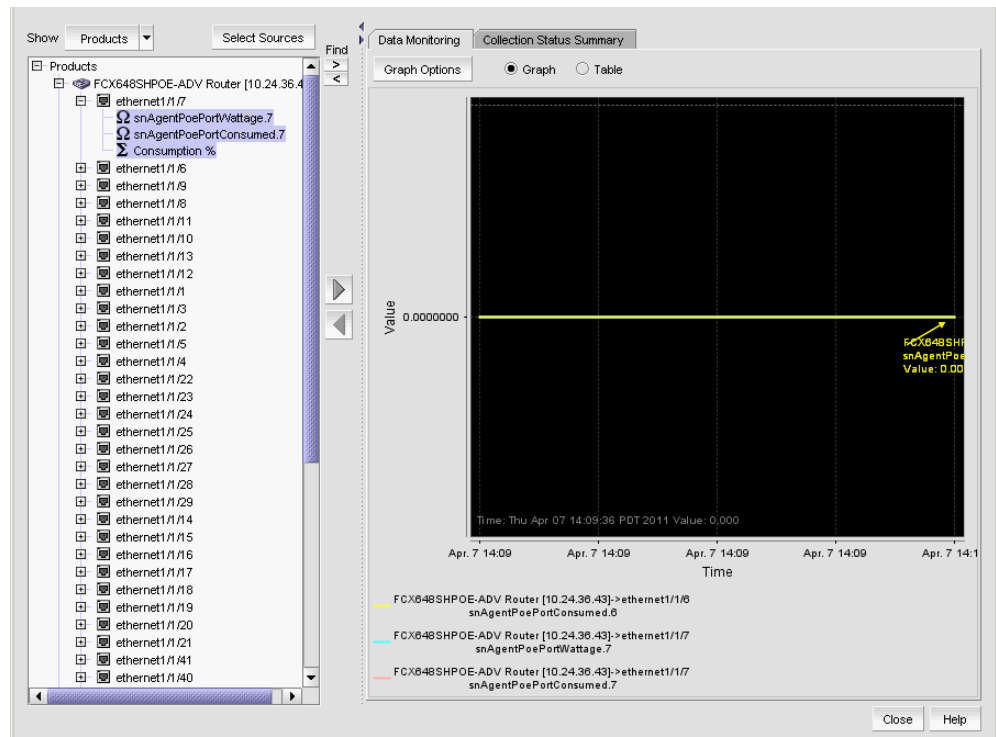 Show Products Select Sources
Find
>
<
Products
FCX648SHPOE-ADV Router [10.24.36.4
ethernet1/1/7
Ω snAgentPoePortWattage.7
Ω snAgentPoePortConsumed.7
Σ Consumption %
ethernet1/1/6
ethernet1/1/9
ethernet1/1/8
ethernet1/1/11
ethernet1/1/10
ethernet1/1/13
ethernet1/1/12
ethernet1/1/1
ethernet1/1/3
ethernet1/1/2
ethernet1/1/5
ethernet1/1/4
ethernet1/1/22
ethernet1/1/23
ethernet1/1/24
ethernet1/1/25
ethernet1/1/26
ethernet1/1/27
ethernet1/1/28
ethernet1/1/29
ethernet1/1/14
ethernet1/1/15
ethernet1/1/16
ethernet1/1/17
ethernet1/1/18
ethernet1/1/19
ethernet1/1/20
ethernet1/1/21
ethernet1/1/41
ethernet1/1/40
Data Monitoring Collection Status Summary
Graph Options Graph Table
Value
0.0000000
FCX648SHF
snAgentPoe
Value: 0.00
Time: Thu Apr 07 14:09:36 PDT 2011 Value: 0.000
Apr. 7 14:09 Apr. 7 14:09 Apr. 7 14:09 Apr. 7 14:09 Apr. 7 14:1
Time
FCX648SHPOE-ADV Router [10.24.36.43]->ethernet1/1/6
snAgentPoePortConsumed.6
FCX648SHPOE-ADV Router [10.24.36.43]->ethernet1/1/7
snAgentPoePortWattage.7
FCX648SHPOE-ADV Router [10.24.36.43]->ethernet1/1/7
snAgentPoePortConsumed.7
Close Help